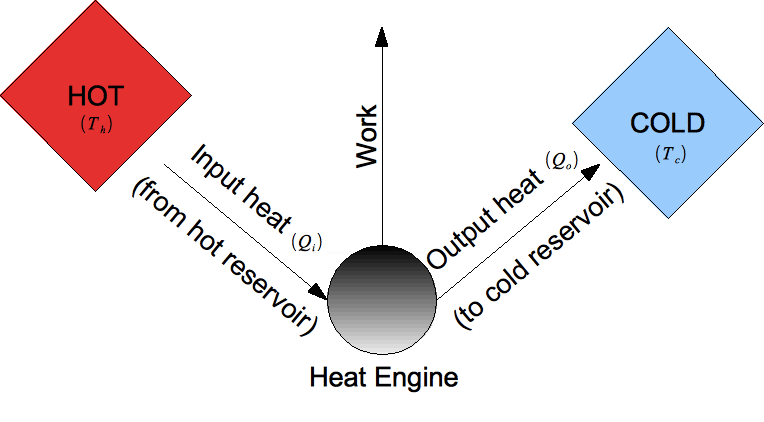 HOT
(T_h)
COLD
(T_c)
Work
Input heat (Q_i)
(from hot reservoir)
Output heat (Q_o)
(to cold reservoir)
Heat Engine